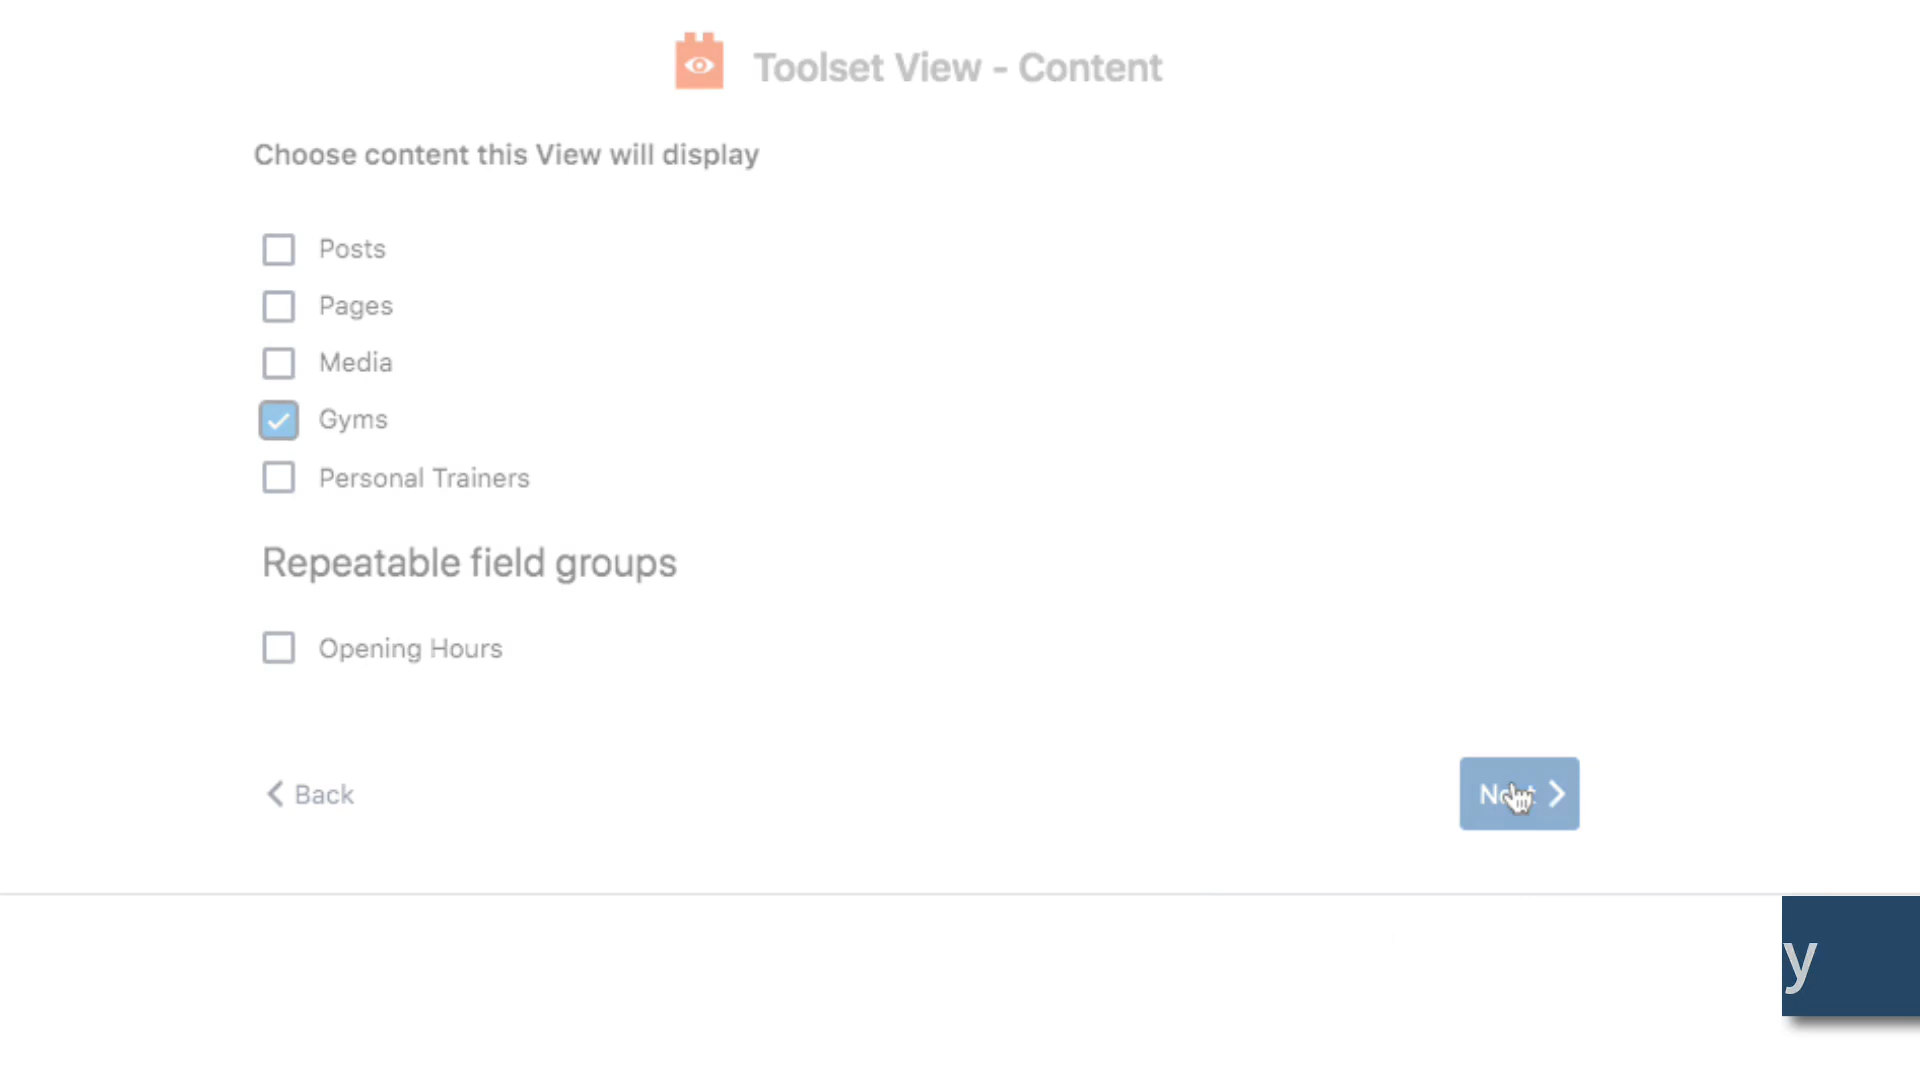 Toolset View - Content
Choose content this View will display
Posts
Pages
Media
Gyms
Personal Trainers
Repeatable field groups
Opening Hours
Back
y